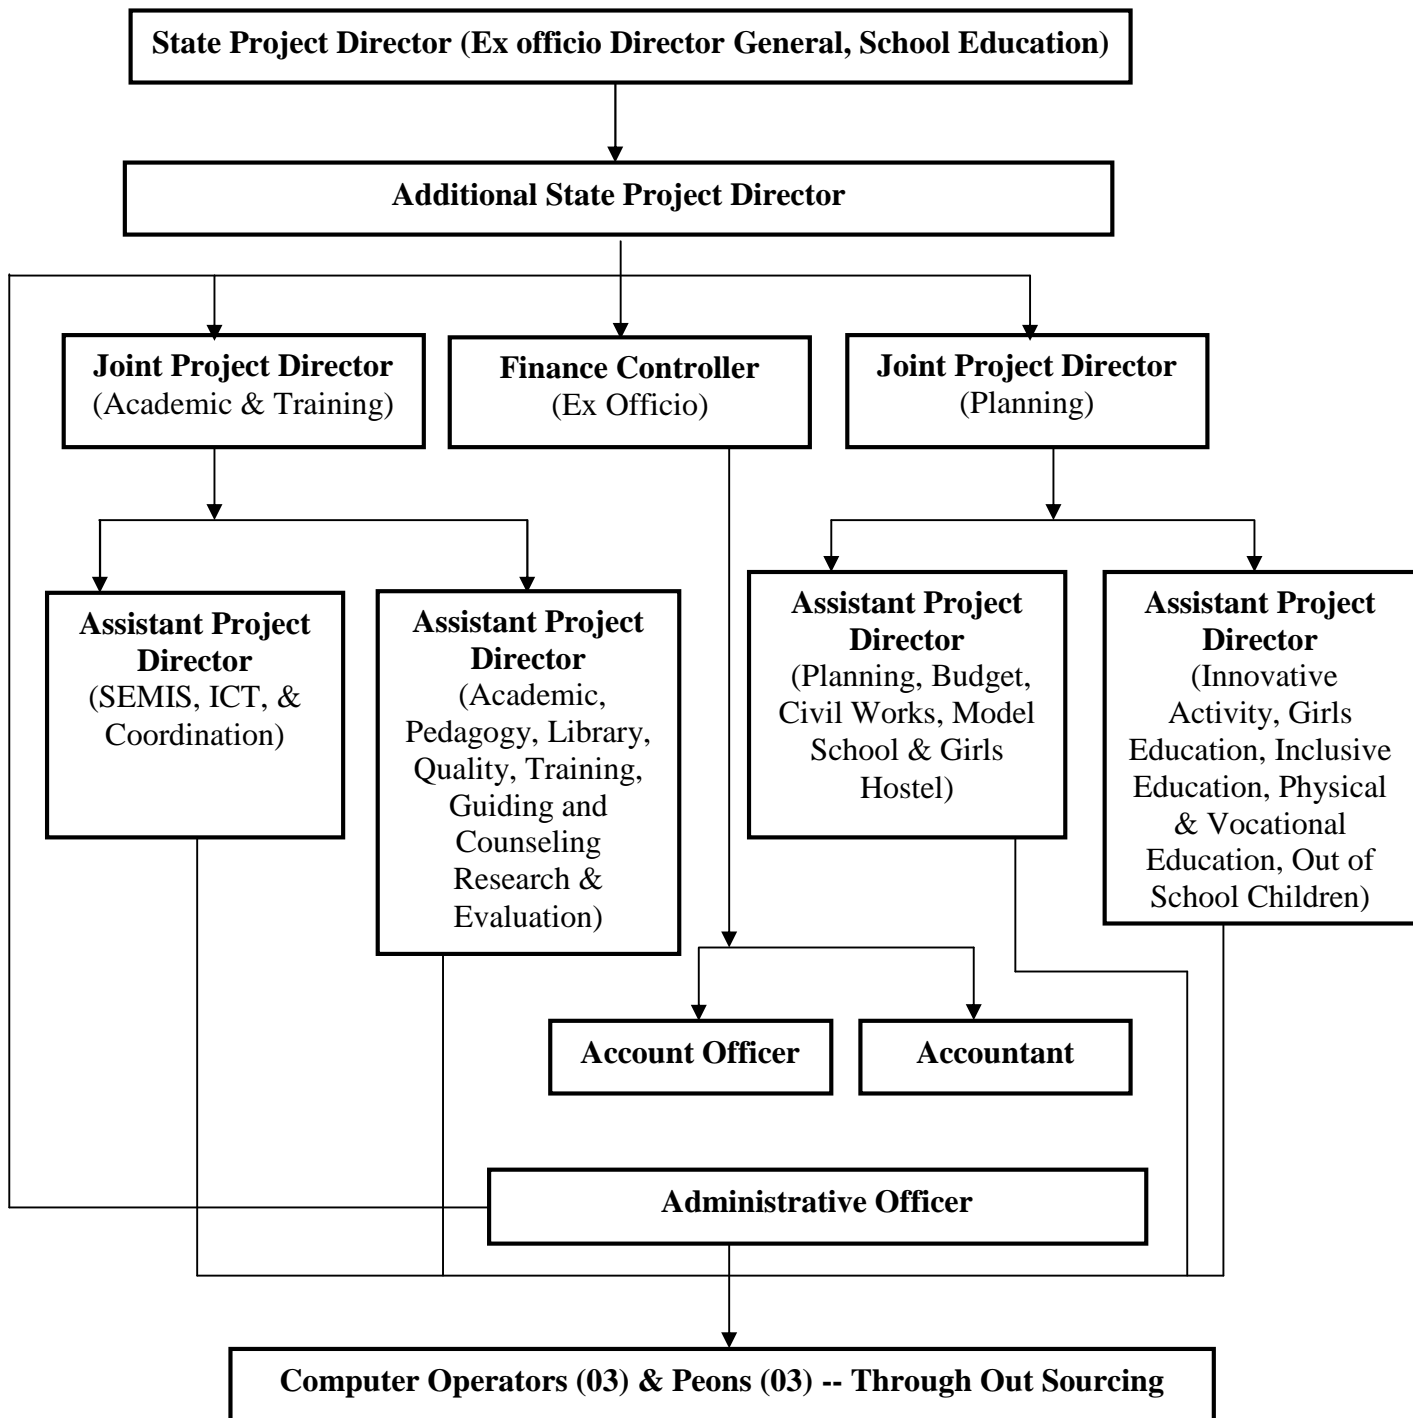 State Project Director (Ex officio Director General, School Education)
Additional State Project Director
Joint Project Director
(Academic & Training)
Finance Controller
(Ex Officio)
Joint Project Director
(Planning)
Assistant Project
Director
(SEMIS, ICT, &
Coordination)
Assistant Project
Director
(Academic,
Pedagogy, Library,
Quality, Training,
Guiding and
Counseling
Research &
Evaluation)
Assistant Project
Director
(Planning, Budget,
Civil Works, Model
School & Girls
Hostel)
Assistant Project
Director
(Innovative
Activity, Girls
Education, Inclusive
Education, Physical
& Vocational
Education, Out of
School Children)
Account Officer
Accountant
Administrative Officer
Computer Operators (03) & Peons (03) -- Through Out Sourcing